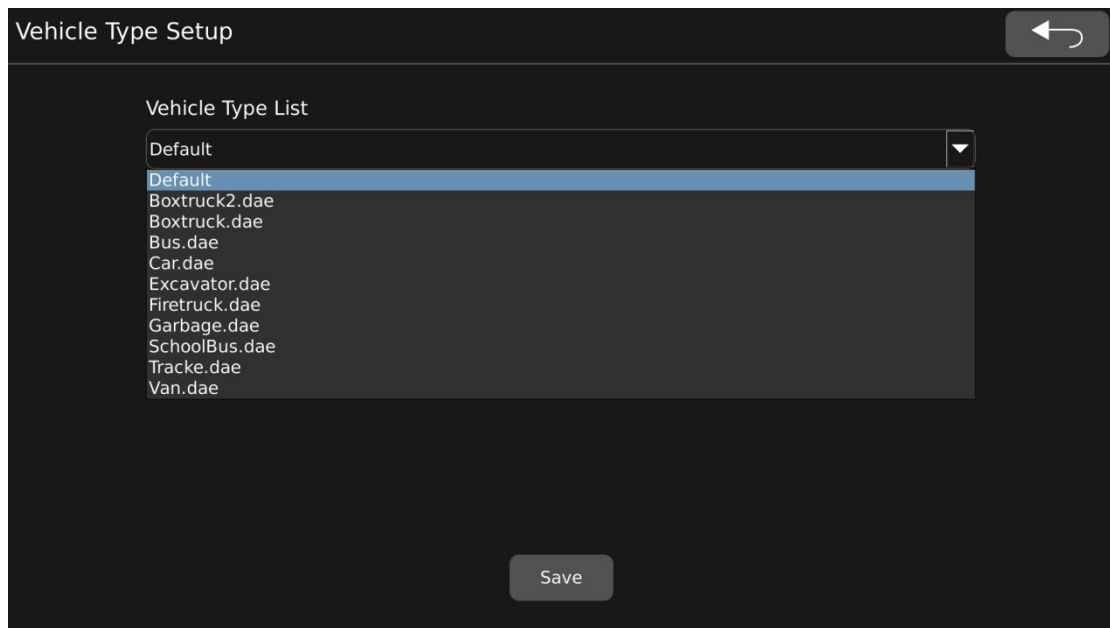 Vehicle Type Setup
Vehicle Type List
Default
Default
Boxtruck2.dae
Boxtruck.dae
Bus.dae
Car.dae
Excavator.dae
Firetruck.dae
Garbage.dae
SchoolBus.dae
Tracke.dae
Van.dae
Save